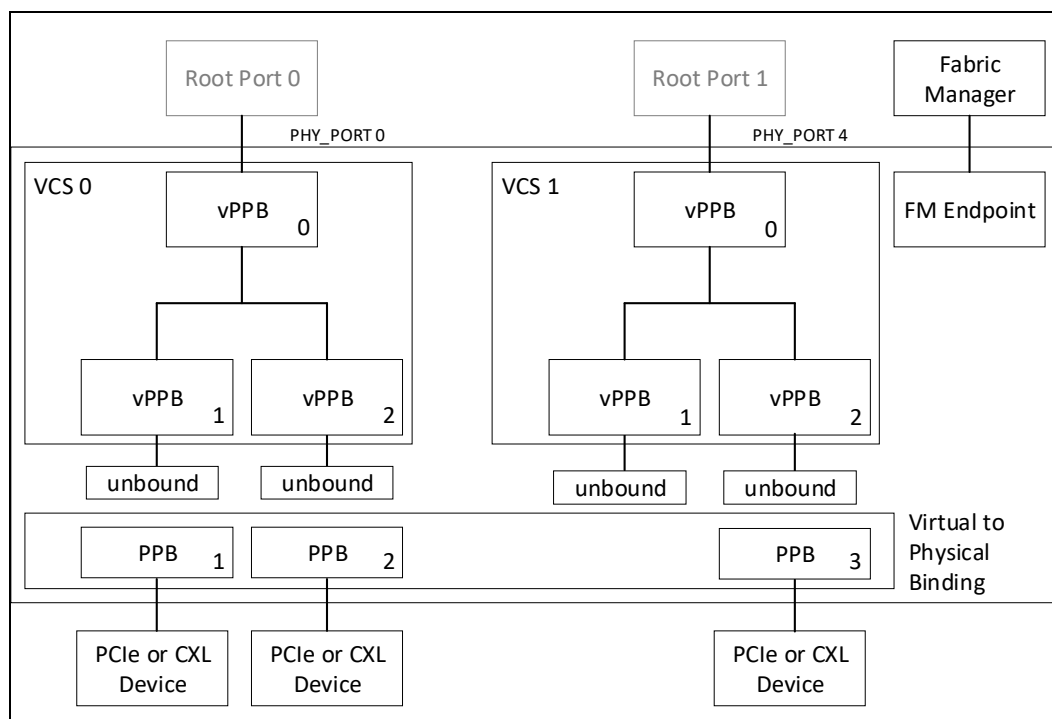 Root Port 0
Root Port 1
Fabric
Manager
PHY_PORT 0
PHY_PORT 4
VCS 0
vPPB
0
VCS 1
vPPB
0
FM Endpoint
vPPB
1
vPPB
2
vPPB
1
vPPB
2
unbound
unbound
unbound
unbound
PPB
1
PPB
2
PPB
3
Virtual to
Physical
Binding
PCIe or CXL
Device
PCIe or CXL
Device
PCIe or CXL
Device